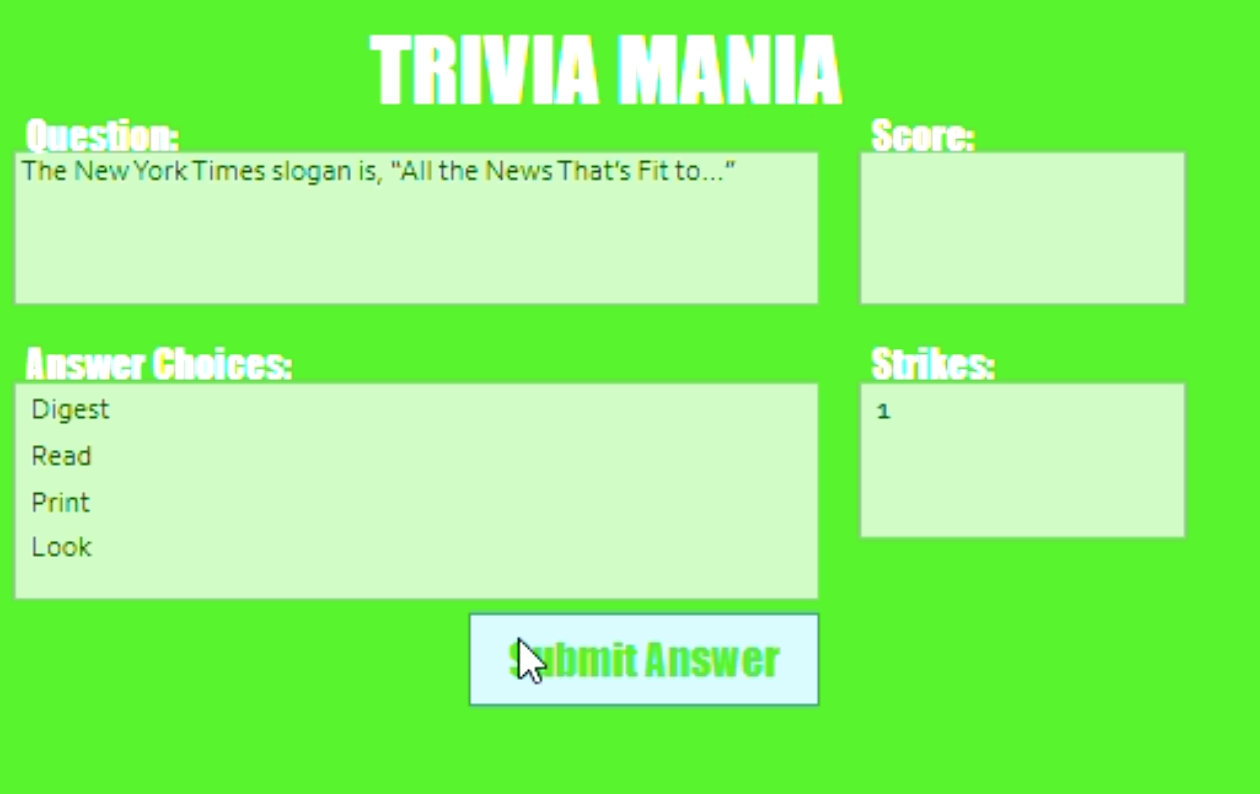 TRIVIA MANIA
Question:
The New York Times slogan is, “All the News That’s Fit to…”
Score:
Answer Choices:
Digest
Read
Print
Look
Strikes:
1
Submit Answer